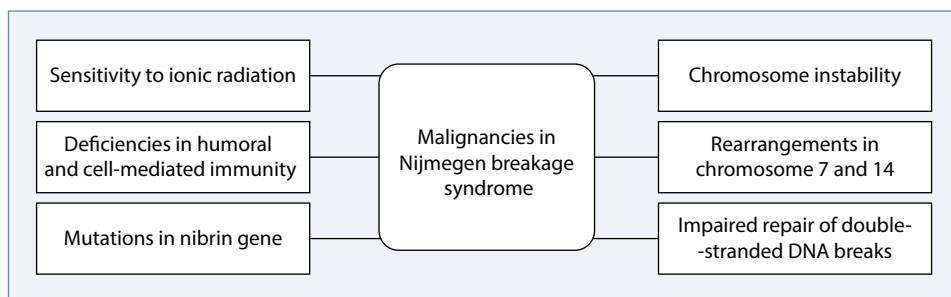 Sensitivity to ionic radiation
Deficiencies in humoral
and cell-mediated immunity
Mutations in nibrin gene
Malignancies in
Nijmegen breakage
syndrome
Chromosome instability
Rearrangements in
chromosome 7 and 14
Impaired repair of double-
-stranded DNA breaks